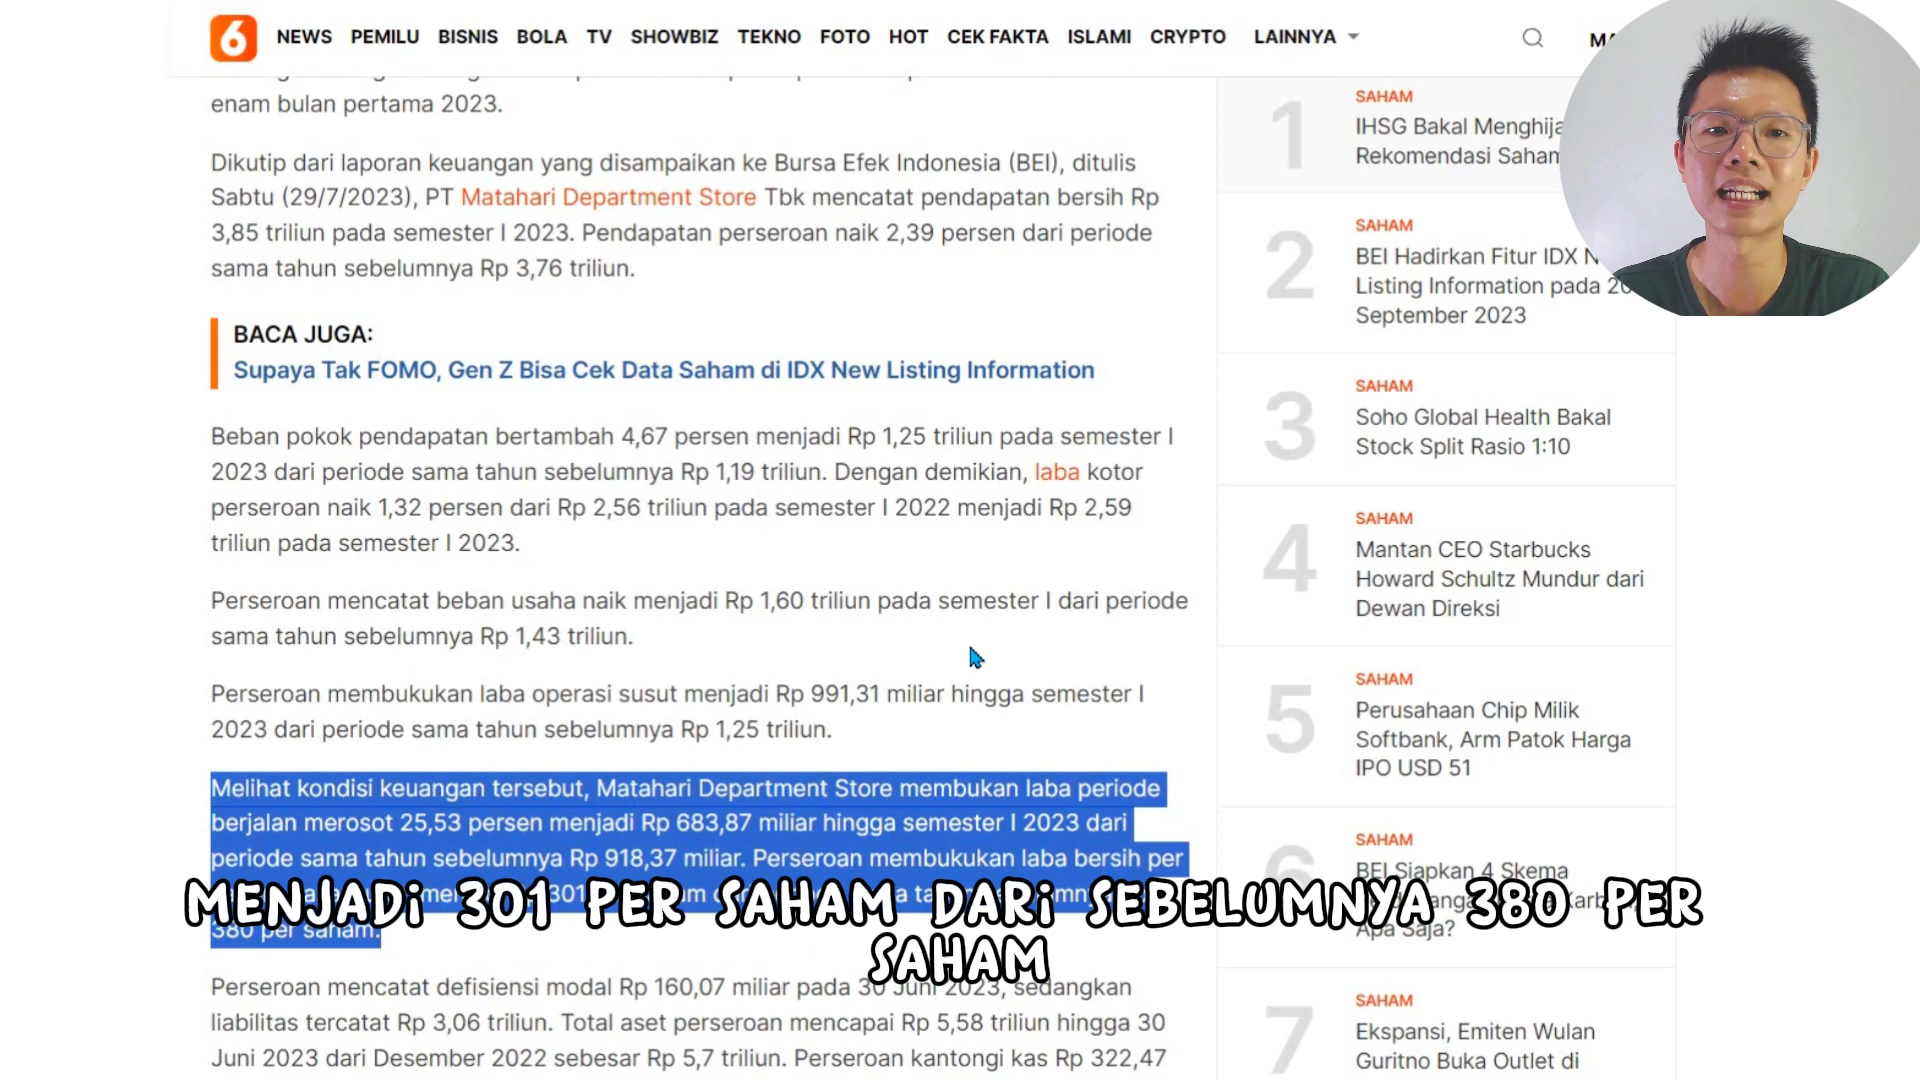 6 NEWS PEMILU BISNIS BOLA TV SHOWBIZ TEKNO FOTO HOT CEK FAKTA ISLAMI CRYPTO LAINNYA
enam bulan pertama 2023.
Dikutip dari laporan keuangan yang disampaikan ke Bursa Efek Indonesia (BEI), ditulis
Sabtu (29/7/2023), PT Matahari Department Store Tbk mencatat pendapatan bersih Rp
3,85 triliun pada semester I 2023. Pendapatan perseroan naik 2,39 persen dari periode
sama tahun sebelumnya Rp 3,76 triliun.
BACA JUGA:
Supaya Tak FOMO, Gen Z Bisa Cek Data Saham di IDX New Listing Information
Beban pokok pendapatan bertambah 4,67 persen menjadi Rp 1,25 triliun pada semester I
2023 dari periode sama tahun sebelumnya Rp 1,19 triliun. Dengan demikian, laba kotor
perseroan naik 1,32 persen dari Rp 2,56 triliun pada semester I 2022 menjadi Rp 2,59
triliun pada semester I 2023.
Perseroan mencatat beban usaha naik menjadi Rp 1,60 triliun pada semester I dari periode
sama tahun sebelumnya Rp 1,43 triliun.
Perseroan membukukan laba operasi susut menjadi Rp 991,31 miliar hingga semester I
2023 dari periode sama tahun sebelumnya Rp 1,25 triliun.
Melihat kondisi keuangan tersebut, Matahari Department Store membukan laba periode
berjalan merosot 25,53 persen menjadi Rp 683,87 miliar hingga semester I 2023 dari
periode sama tahun sebelumnya Rp 918,37 miliar. Perseroan membukukan laba bersih per
301
380 per saham.
MENJADI 301 PER SAHAM DARI SEBELUMNYA 380 PER
SAHAM
Perseroan mencatat defisiensi modal Rp 160,07 miliar pada 30 Juni 2023, sedangkan
liabilitas tercatat Rp 3,06 triliun. Total aset perseroan mencapai Rp 5,58 triliun hingga 30
Juni 2023 dari Desember 2022 sebesar Rp 5,7 triliun. Perseroan kantongi kas Rp 322,47
1
SAHAM
IHSG Bakal
Rekomendasi
2
SAHAM
BEI Hadirkan Fitur IDX
Listing Information pada
September 2023
3
SAHAM
Soho Global Health Bakal
Stock Split Rasio 1:10
4
SAHAM
Mantan CEO Starbucks
Howard Schultz Mundur dari
Dewan Direksi
5
SAHAM
Perusahaan Chip Milik
Softbank, Arm Patok Harga
IPO USD 51
6
SAHAM
BEI Siapkan 4 Skema
Apa Saja?
7
SAHAM
Ekspansi, Emiten Wulan
Guritno Buka Outlet di